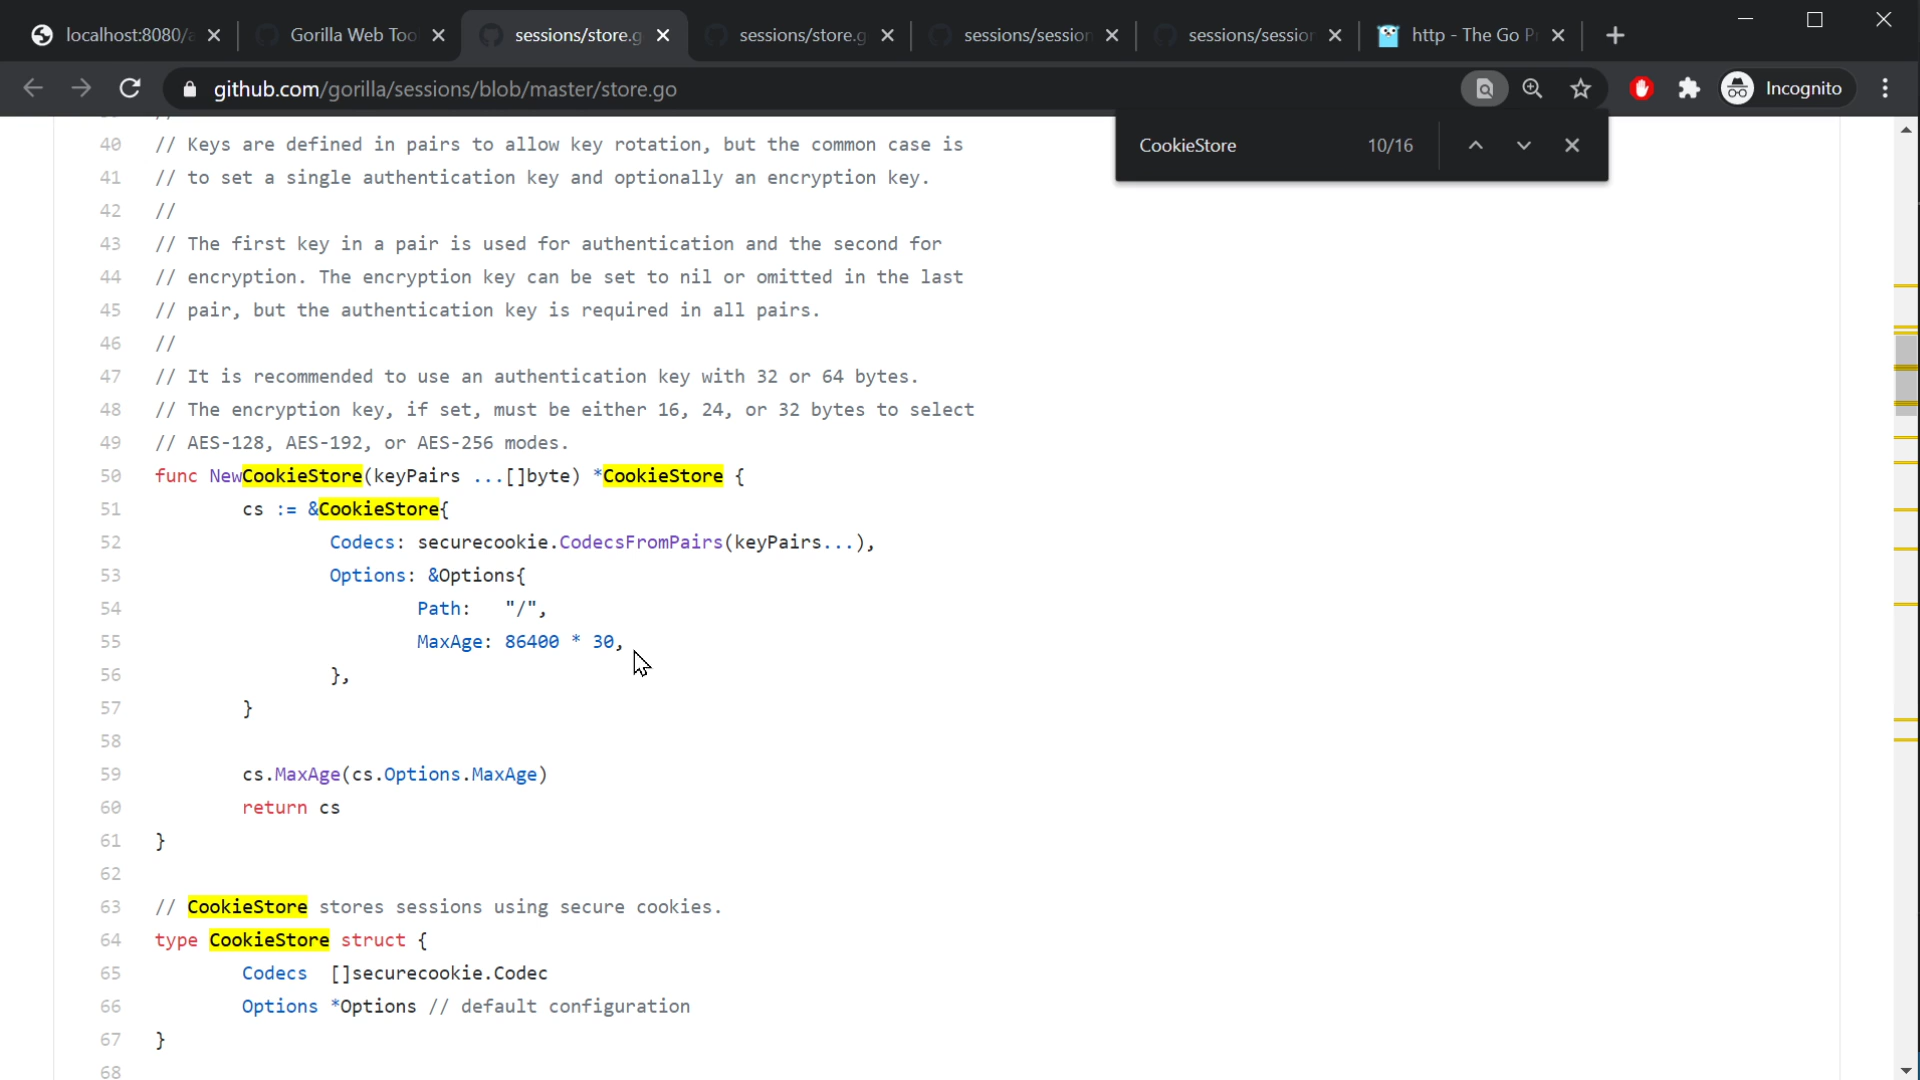 localhost:8080/a
Gorilla Web Too
sessions/store.g
sessions/store.g
sessions/session
sessions/session
http - The Go P
github.com/gorilla/sessions/blob/master/store.go
Incognito
CookieStore 10/16
40 // Keys are defined in pairs to allow key rotation, but the common case is
41 // to set a single authentication key and optionally an encryption key.
42 //
43 // The first key in a pair is used for authentication and the second for
44 // encryption. The encryption key can be set to nil or omitted in the last
45 // pair, but the authentication key is required in all pairs.
46 //
47 // It is recommended to use an authentication key with 32 or 64 bytes.
48 // The encryption key, if set, must be either 16, 24, or 32 bytes to select
49 // AES-128, AES-192, or AES-256 modes.
50 func NewCookieStore(keyPairs ...[]byte) *CookieStore {
51 cs := &CookieStore{
52 Codecs: securecookie.CodecsFromPairs(keyPairs...),
53 Options: &Options{
54 Path: "/",
55 MaxAge: 86400 * 30,
56 },
57 }
58
59 cs.MaxAge(cs.Options.MaxAge)
60 return cs
61 }
62
63 // CookieStore stores sessions using secure cookies.
64 type CookieStore struct {
65 Codecs []securecookie.Codec
66 Options *Options // default configuration
67 }
68